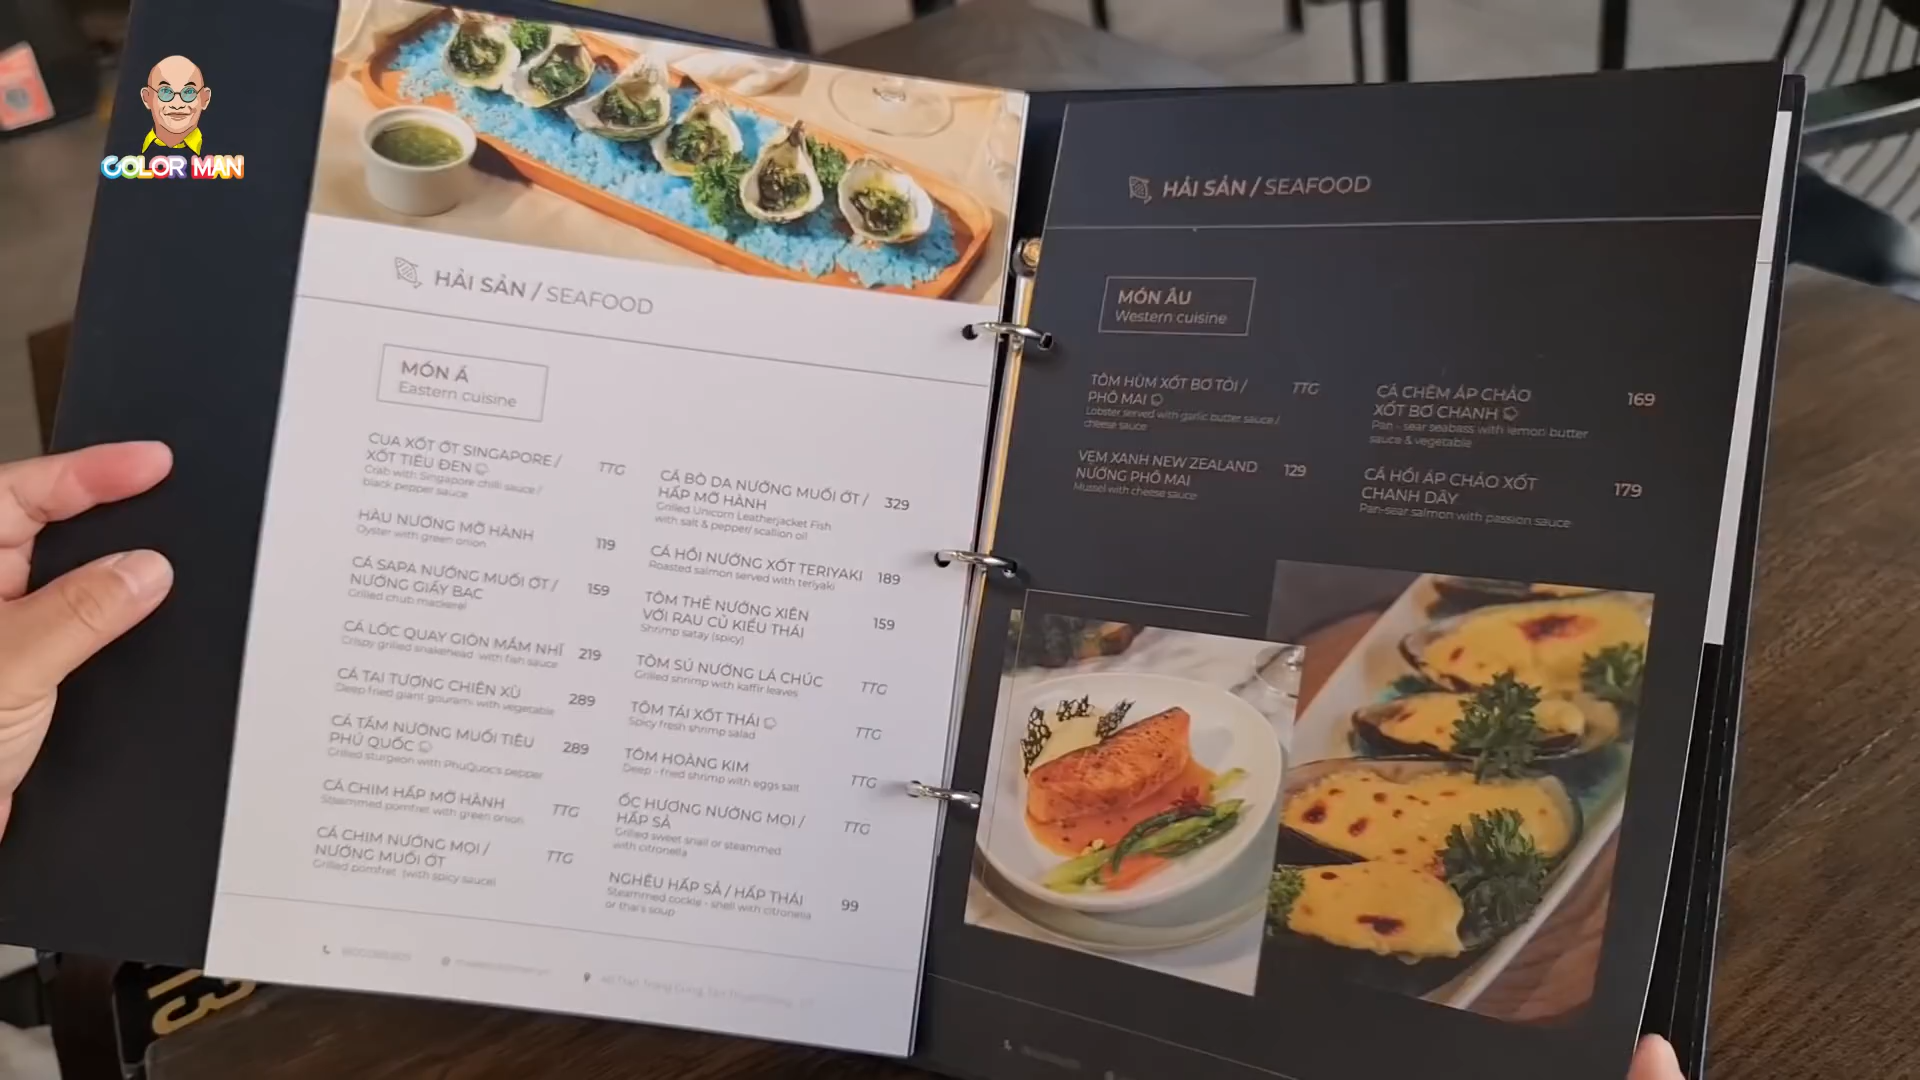 COLOR MAN
HẢI SẢN / SEAFOOD
MÓN Á
Eastern cuisine
CUA XỐT ỚT SINGAPORE /
XỐT TIÊU ĐEN
TTG
Crab with Singapore chilli sauce /
black pepper sauce
HÀU NƯỚNG MỠ HÀNH
119
Oyster with green onion
CÁ SAPA NƯỚNG MUỐI ỚT /
NƯỚNG GIẤY BẠC
159
Grilled chub mackerel
CÁ LÓC QUAY GIÒN MẮM NHĨ
219
Crispy grilled snakehead with fish sauce
CÁ TAI TƯỢNG CHIÊN XÙ
289
Deep fried giant gourami with vegetable
CÁ TẦM NƯỚNG MUỐI TIÊU
PHÚ QUỐC
289
Grilled sturgeon with PhuQuoc's pepper
CÁ CHIM HẤP MỠ HÀNH
TTG
Steammed pomfret with green onion
CÁ CHIM NƯỚNG MỌI /
NƯỚNG MUỐI ỚT
TTG
Grilled pomfret (with spicy sauce)
CÁ BÒ DA NƯỚNG MUỐI ỚT /
HẤP MỠ HÀNH
329
Grilled Unicorn Leatherjacket Fish
with salt & pepper/ scallion oil
CÁ HỒI NƯỚNG XỐT TERIYAKI
189
Roasted salmon served with teriyaki
TÔM THẺ NƯỚNG XIÊN
VỚI RAU CỦ KIỂU THÁI
159
Shrimp satay (spicy)
TÔM SÚ NƯỚNG LÁ CHÚC
TTG
Grilled shrimp with kaffir leaves
TÔM TÁI XỐT THÁI
TTG
Spicy fresh shrimp salad
TÔM HOÀNG KIM
TTG
Deep - fried shrimp with eggs salt
ỐC HƯƠNG NƯỚNG MỌI /
HẤP SẢ
TTG
Grilled sweet snail or steammed
with citronella
NGHÊU HẤP SẢ / HẤP THÁI
99
Steammed cockle - shell with citronella
or thai's soup
HẢI SẢN / SEAFOOD
MÓN ÂU
Western cuisine
TÔM HÙM XỐT BƠ TỎI /
PHÔ MAI
TTG
Lobster served with garlic butter sauce /
cheese sauce
VẸM XANH NEW ZEALAND
NƯỚNG PHÔ MAI
129
Mussel with cheese sauce
CÁ CHẼM ÁP CHẢO
XỐT BƠ CHANH
169
Pan - sear seabass with lemon butter
sauce & vegetable
CÁ HỒI ÁP CHẢO XỐT
CHANH DÂY
179
Pan-sear salmon with passion sauce